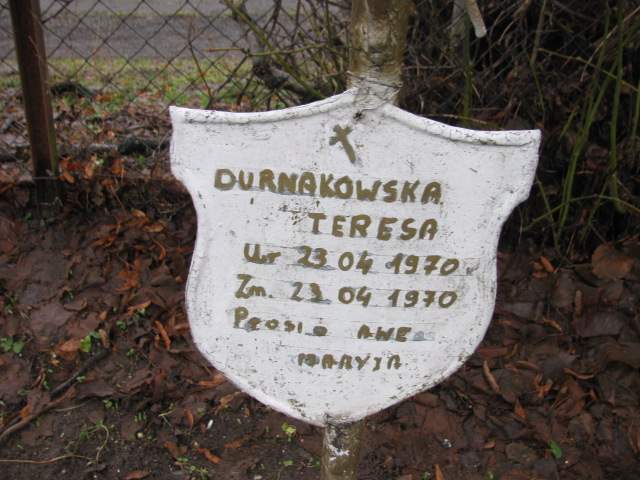 DURNAKOWSKA
TERESA
Ur 23 04 1970
Zm. 23 04 1970
Prosi o AWE
MARYJA